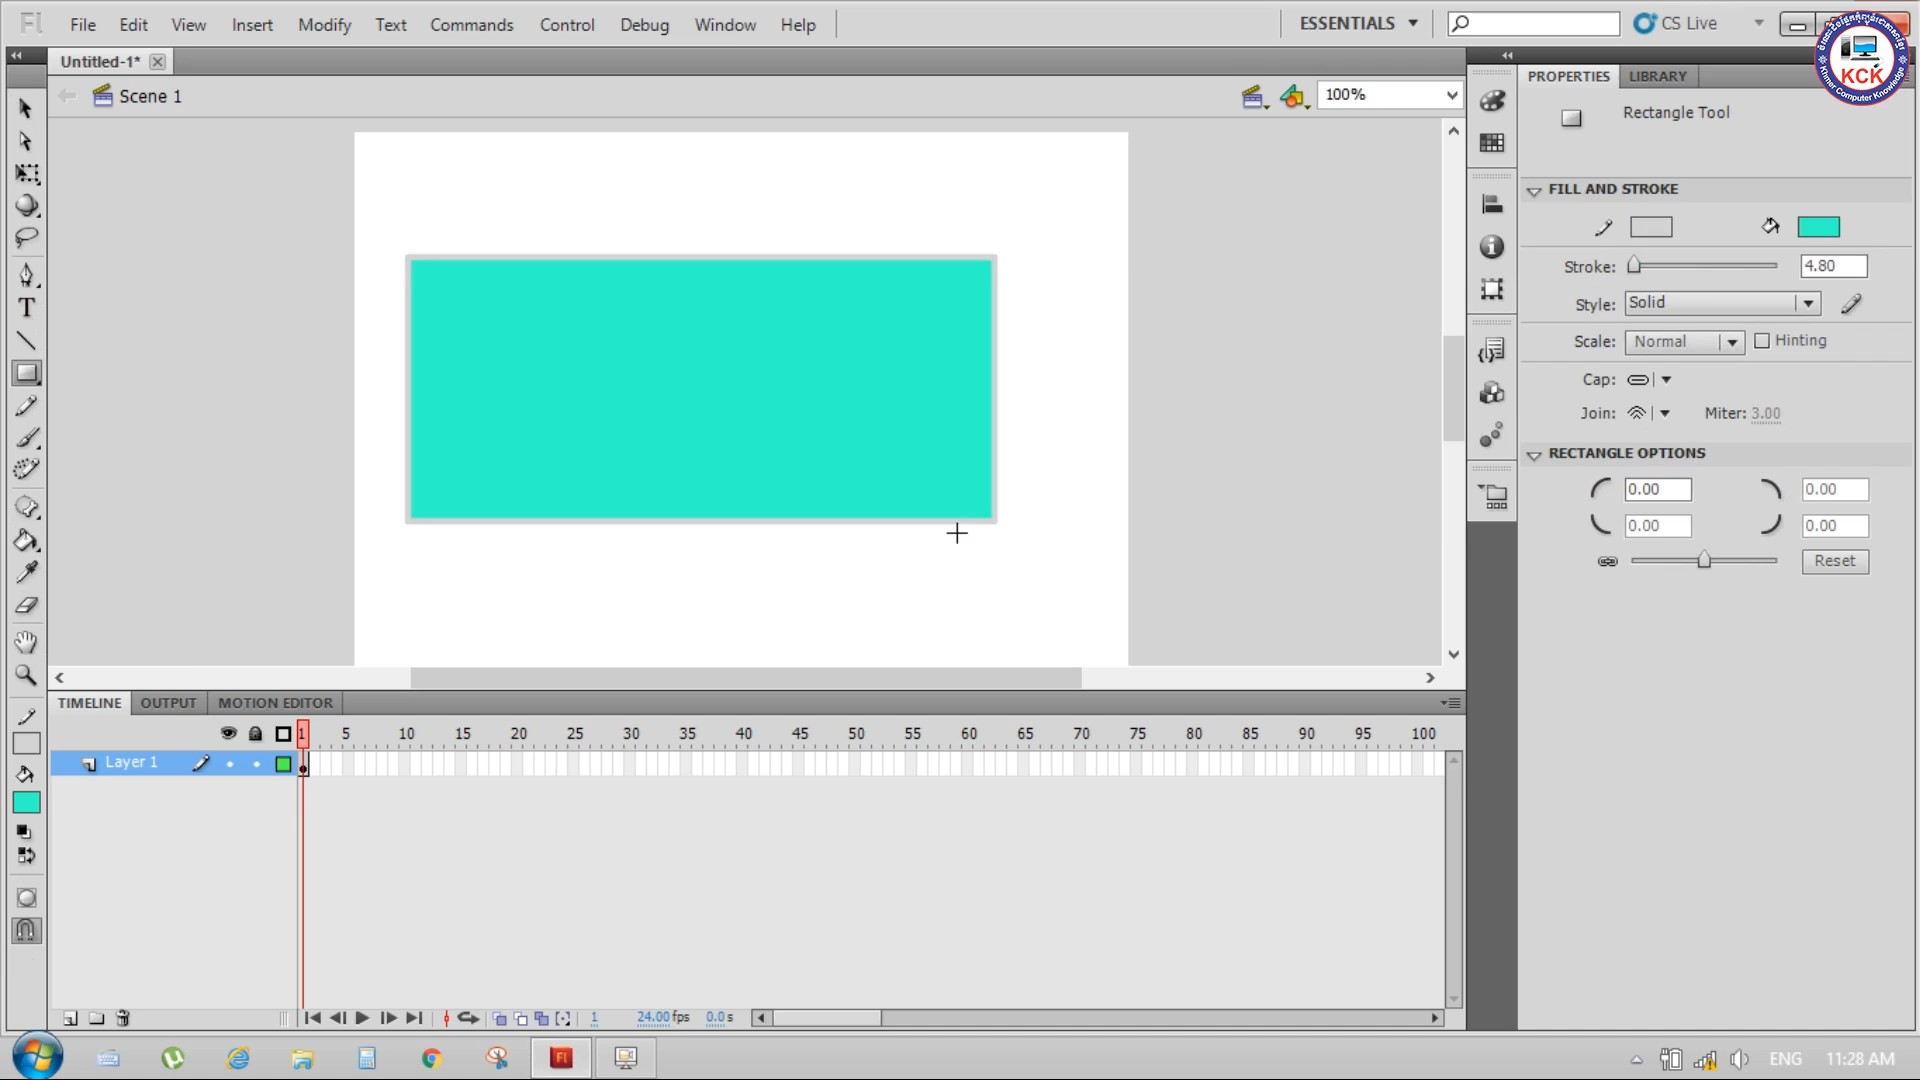 Fl File Edit View Insert Modify Text Commands Control Debug Window Help ESSENTIALS CS Live
Untitled-1*
Scene 1 100%
PROPERTIES LIBRARY
KCK
Khmer Computer Knowledge
Rectangle Tool
FILL AND STROKE
Stroke: 4.80
Style: Solid
Scale: Normal Hinting
Cap:
Join: Miter: 3.00
RECTANGLE OPTIONS
0.00 0.00
0.00 0.00
Reset
T
TIMELINE OUTPUT MOTION EDITOR
1 5 10 15 20 25 30 35 40 45 50 55 60 65 70 75 80 85 90 95 100
Layer 1
1 24.00 fps 0.0 s
Fl ENG 11:28 AM